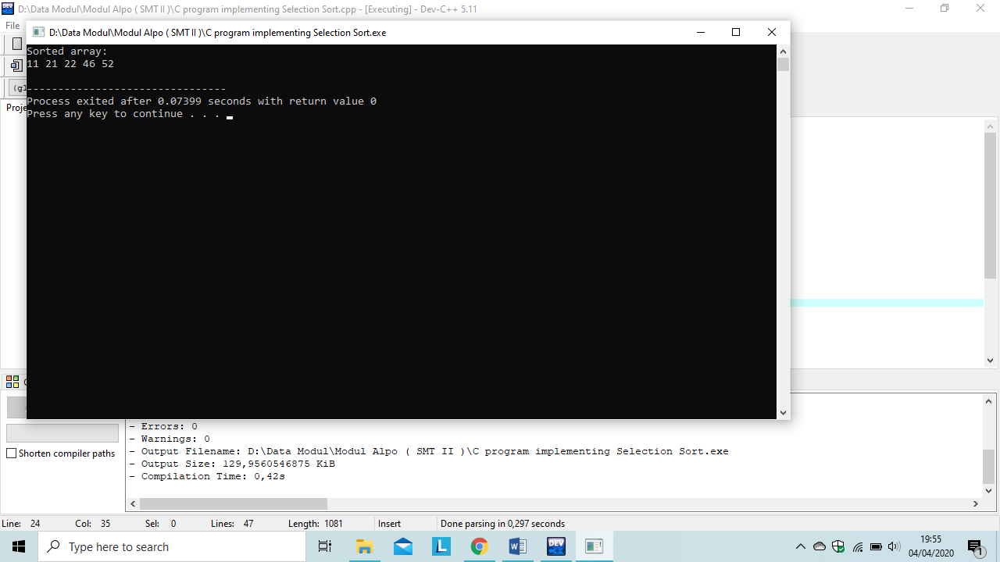 D:\Data Modul\Modul Alpo ( SMT II )\C program implementing Selection Sort.cpp - [Executing] - Dev-C++ 5.11
File
D:\Data Modul\Modul Alpo ( SMT II )\C program implementing Selection Sort.exe
Sorted array:
11 21 22 46 52
--------------------------------
Process exited after 0.07399 seconds with return value 0
Press any key to continue . . .
- Errors: 0
- Warnings: 0
- Output Filename: D:\Data Modul\Modul Alpo ( SMT II )\C program implementing Selection Sort.exe
- Output Size: 129,9560546875 KiB
- Compilation Time: 0,42s
Shorten compiler paths
Line: 24 Col: 35 Sel: 0 Lines: 47 Length: 1081 Insert Done parsing in 0,297 seconds
Type here to search
L
DEV C++
19:55
04/04/2020
1